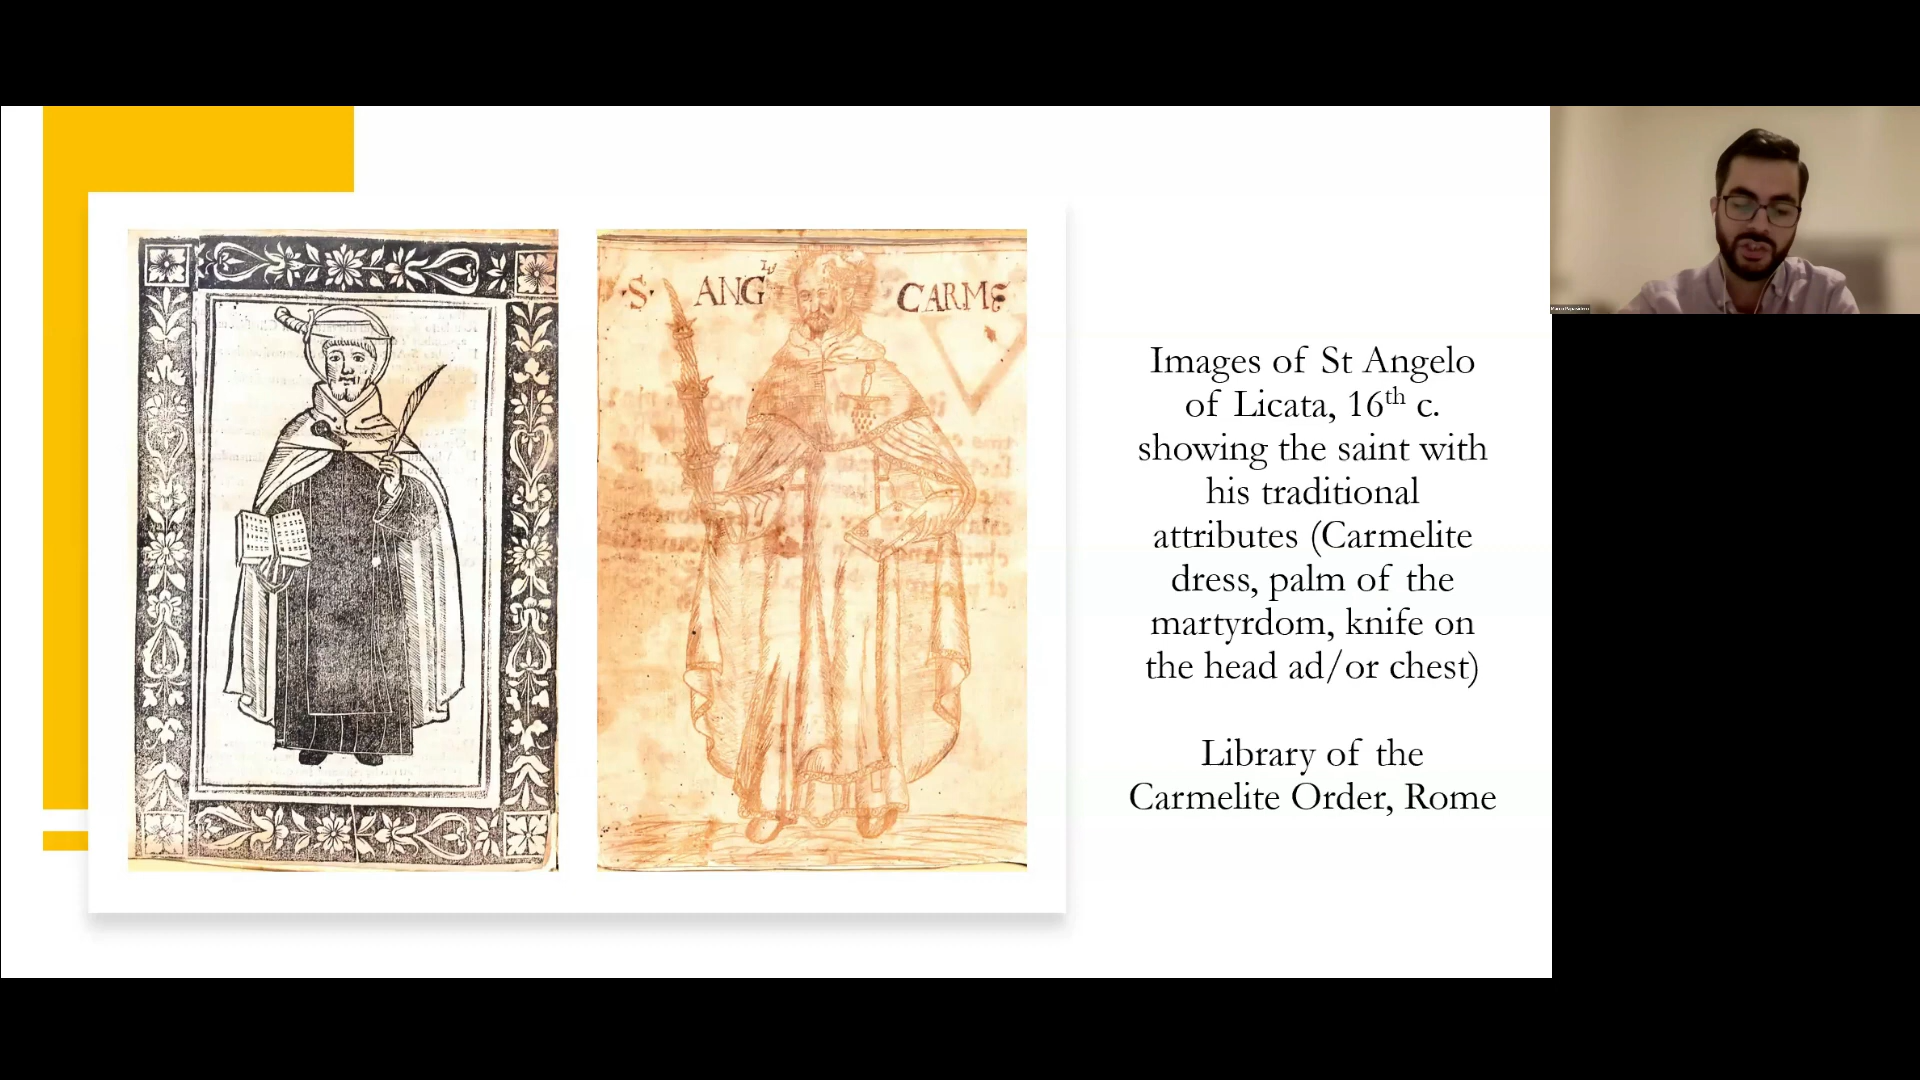 S. ANG CARME
Images of St Angelo
of Licata, 16th c.
showing the saint with
his traditional
attributes (Carmelite
dress, palm of the
martyrdom, knife on
the head ad/or chest)
Library of the
Carmelite Order, Rome